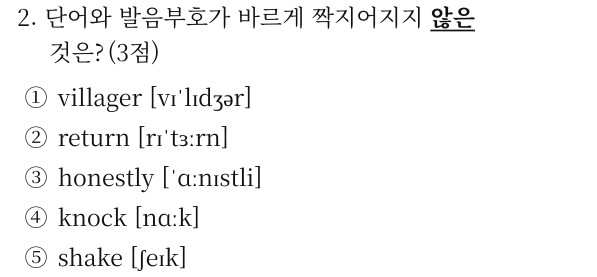 2. 단어와 발음부호가 바르게 짝지어지지 않은
것은? (3점)
① villager [vɪˈlɪdʒər]
② return [rɪˈtɜːrn]
③ honestly [ˈɑːnɪstli]
④ knock [nɑːk]
⑤ shake [ʃeɪk]